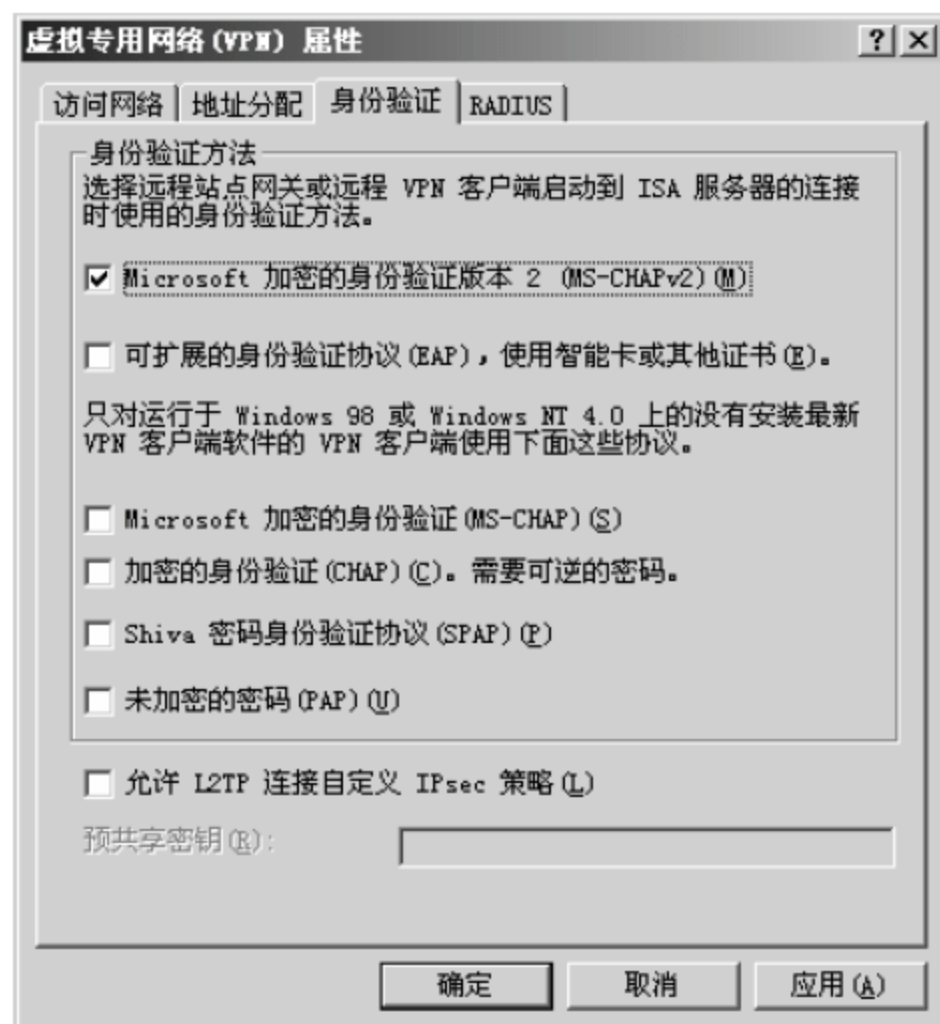 虚拟专用网络(VPN) 属性
访问网络 地址分配 身份验证 RADIUS
身份验证方法
选择远程站点网关或远程 VPN 客户端启动到 ISA 服务器的连接
时使用的身份验证方法。
Microsoft 加密的身份验证版本 2 (MS-CHAPv2)(M)
可扩展的身份验证协议(EAP)，使用智能卡或其他证书(E)。
只对运行于 Windows 98 或 Windows NT 4.0 上的没有安装最新
VPN 客户端软件的 VPN 客户端使用下面这些协议。
Microsoft 加密的身份验证(MS-CHAP)(S)
加密的身份验证(CHAP)(C)。需要可逆的密码。
Shiva 密码身份验证协议(SPAP)(P)
未加密的密码(PAP)(U)
允许 L2TP 连接自定义 IPsec 策略(L)
预共享密钥(R):
确定 取消 应用(A)